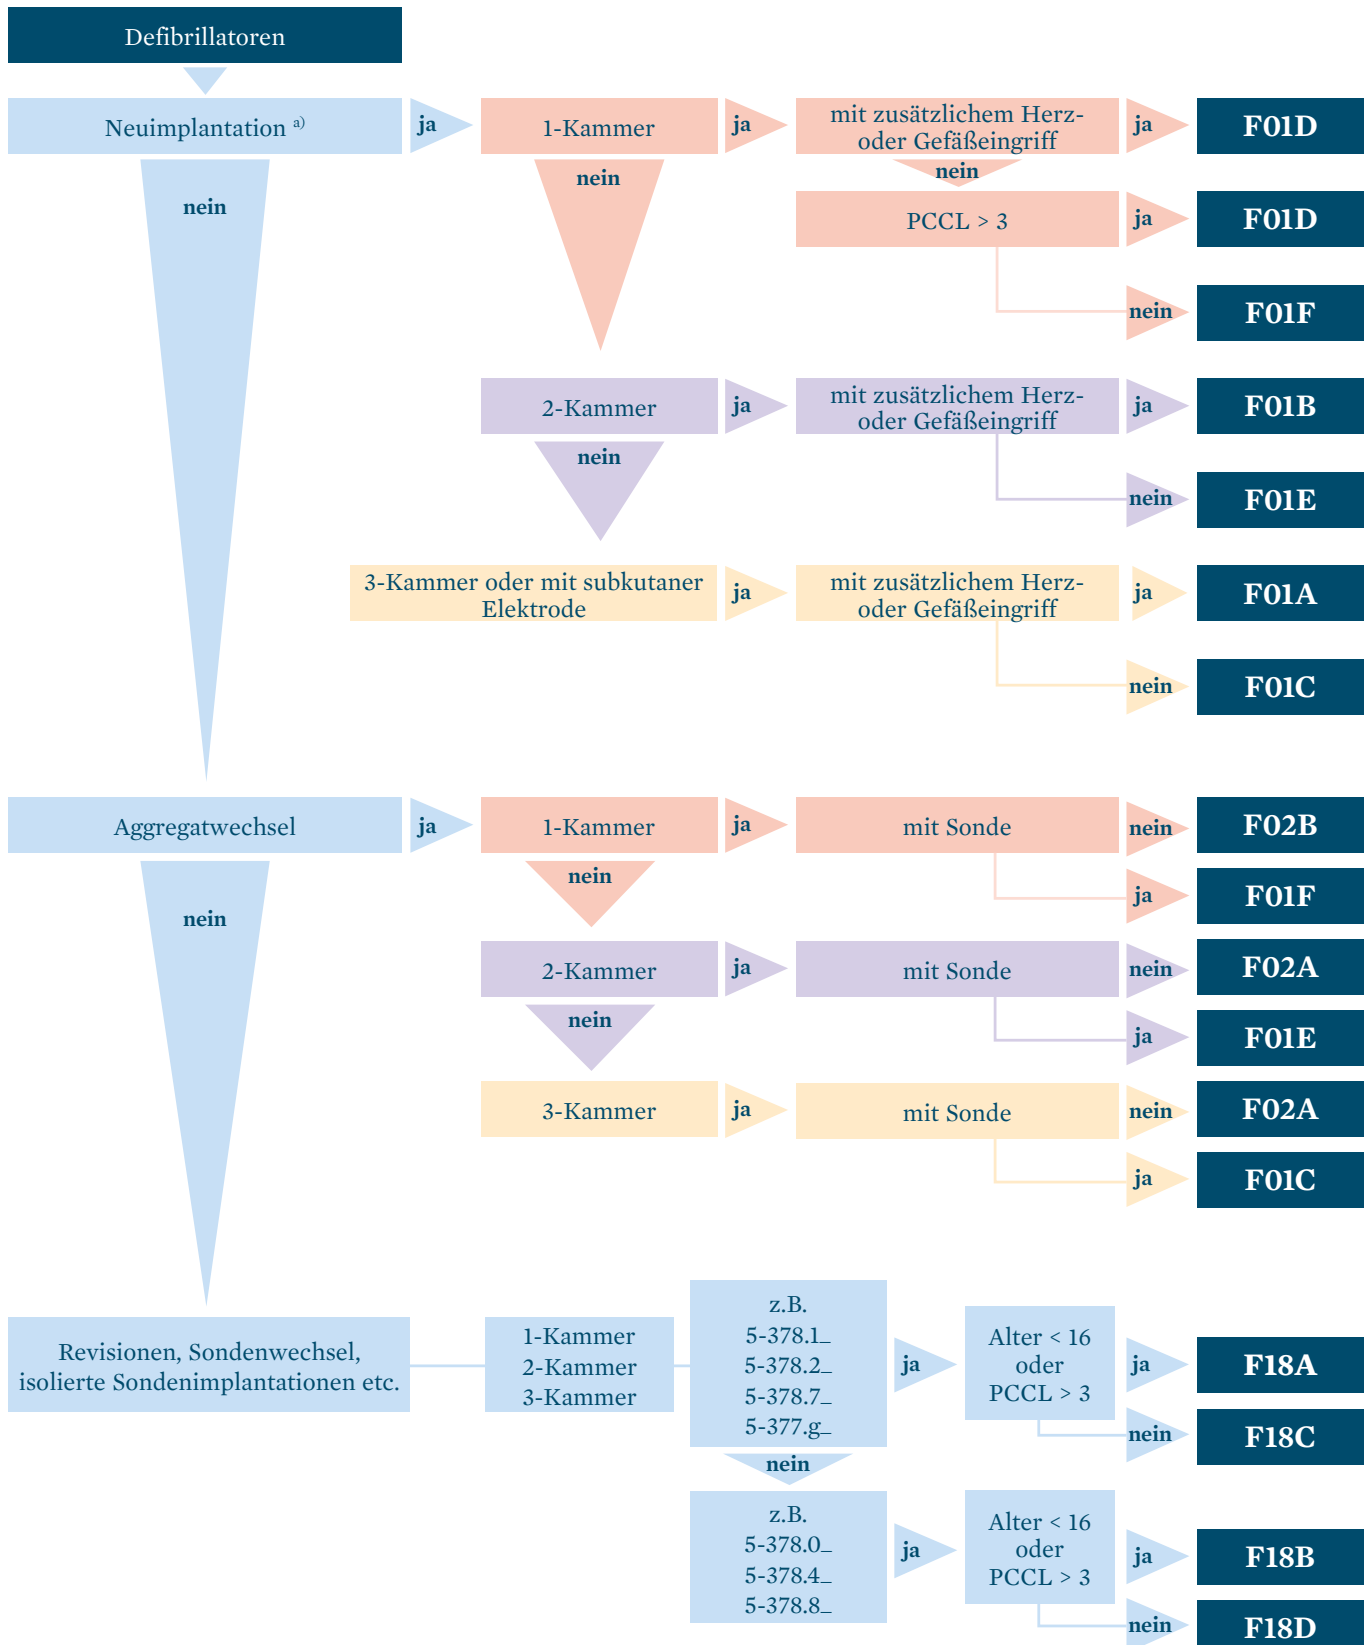 Defibrillatoren
Neuimplantation a)
ja
1-Kammer
ja
mit zusätzlichem Herz-
oder Gefäßeingriff
ja
F01D
nein
nein
nein
PCCL > 3
ja
F01D
nein
F01F
2-Kammer
ja
mit zusätzlichem Herz-
oder Gefäßeingriff
ja
F01B
nein
nein
F01E
3-Kammer oder mit subkutaner
Elektrode
ja
mit zusätzlichem Herz-
oder Gefäßeingriff
ja
F01A
nein
F01C
Aggregatwechsel
ja
1-Kammer
ja
mit Sonde
nein
F02B
nein
nein
ja
F01F
2-Kammer
ja
mit Sonde
nein
F02A
nein
ja
F01E
3-Kammer
ja
mit Sonde
nein
F02A
ja
F01C
Revisionen, Sondenwechsel,
isolierte Sondenimplantationen etc.
1-Kammer
2-Kammer
3-Kammer
z.B.
5-378.1_
5-378.2_
5-378.7_
5-377.g_
ja
Alter < 16
oder
PCCL > 3
ja
F18A
nein
F18C
nein
z.B.
5-378.0_
5-378.4_
5-378.8_
ja
Alter < 16
oder
PCCL > 3
ja
F18B
nein
F18D